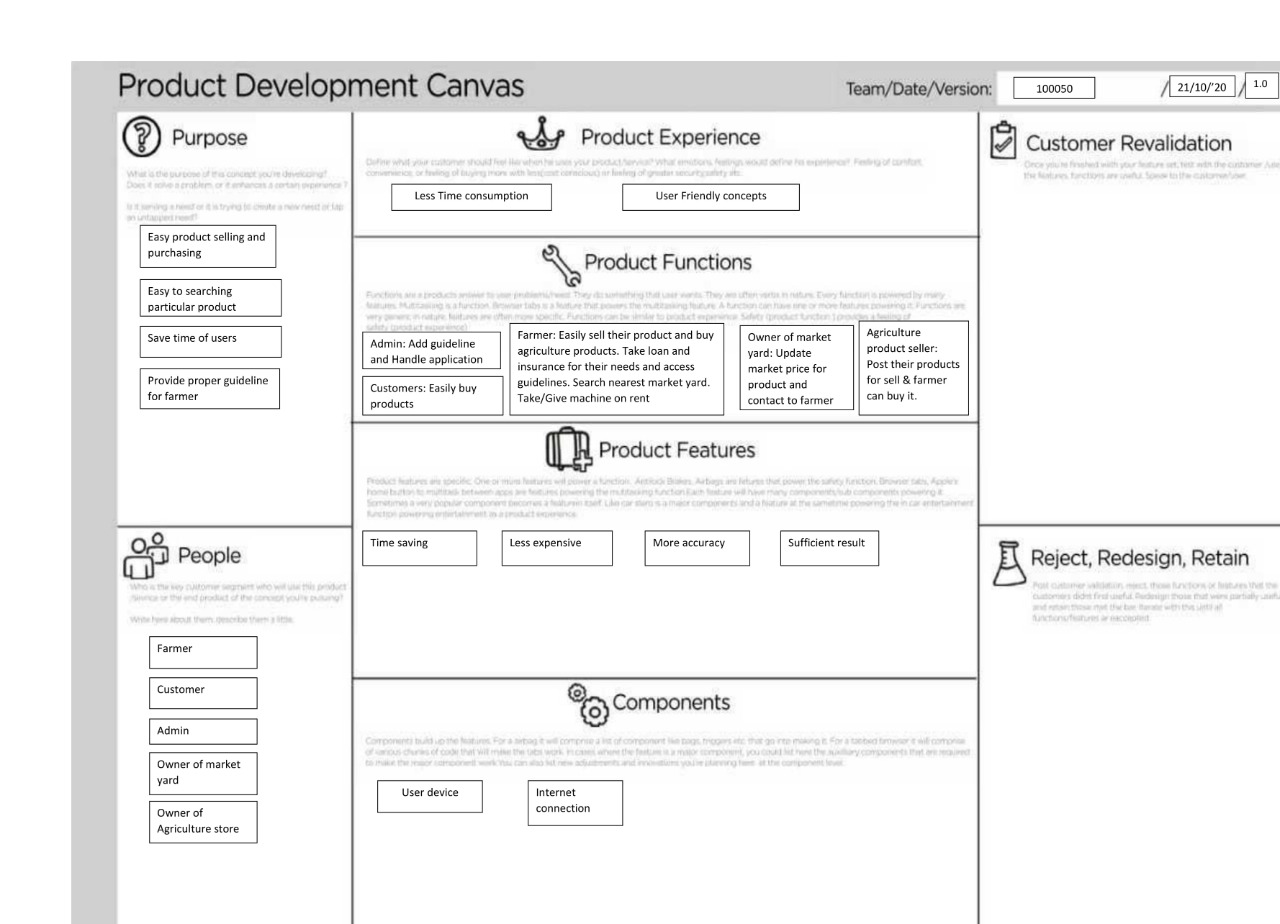 Product Development Canvas
Team/Date/Version:
100050
/ 21/10/'20 / 1.0
Purpose
What is the purpose of this concept you're developing?
Does it solve a problem, or it enhances a certain experience ?
Is it serving a need or it is trying to create a new need or tap
an untapped need?
Easy product selling and
purchasing
Easy to searching
particular product
Save time of users
Provide proper guideline
for farmer
People
Who is the key customer segment who will use this product
/service or the end product of the concept you're pursuing?
Write here about them, describe them a little.
Farmer
Customer
Admin
Owner of market
yard
Owner of
Agriculture store
Product Experience
Define what your customer should feel like when he uses your product/service? What emotions, feelings would define his experience? Feeling of comfort,
convenience, or feeling of buying more with less(cost conscious) or feeling of greater security,safety etc.
Less Time consumption
User Friendly concepts
Product Functions
Functions are a products answer to user problems/need. They do something that user wants. They are often verbs in nature. Every function is powered by many
features. Multitasking is a function. Browser tabs is a feature that powers the multitasking feature. A function can have one or more features powering it. Functions are
very generic in nature, features are often more specific. Functions can be similar to product experience. Safety (product function ) provides a feeling of
safety (product experience)
Admin: Add guideline
and Handle application
Customers: Easily buy
products
Farmer: Easily sell their product and buy
agriculture products. Take loan and
insurance for their needs and access
guidelines. Search nearest market yard.
Take/Give machine on rent
Owner of market
yard: Update
market price for
product and
contact to farmer
Agriculture
product seller:
Post their products
for sell & farmer
can buy it.
Product Features
Product features are specific. One or more features will power a function. Antilock Brakes, Airbags are fetures that power the safety function. Browser tabs, Apple's
home button to multitask between apps are features powering the multitasking function.Each feature will have many components/sub components powering it.
Sometimes a very popular component becomes a featurein itself. Like car stero is a major components and a feature at the sametime powering the in car entertainment
function powering entertainment as a product experience.
Time saving
Less expensive
More accuracy
Sufficient result
Components
Components build up the features. For a airbag it will comprise a list of component like bags, triggers etc. that go into making it. For a tabbed browser it will comprise
of various chunks of code that will make the tabs work. In cases where the feature is a major component, you could list here the auxiliary components that are required
to make the major component work.You can also list new adjustments and innovations you're planning here. at the component level.
User device
Internet
connection
Customer Revalidation
Once you're finished with your feature set, test with the customer
the features, functions are useful. Speak to the customer/user.
Reject, Redesign, Retain
Post customer validation, reject, those functions or features that the
customers didnt find useful. Redesign those that were partially
and retain those met the bar. Iterate with this until all
functions/features ar eaccepted